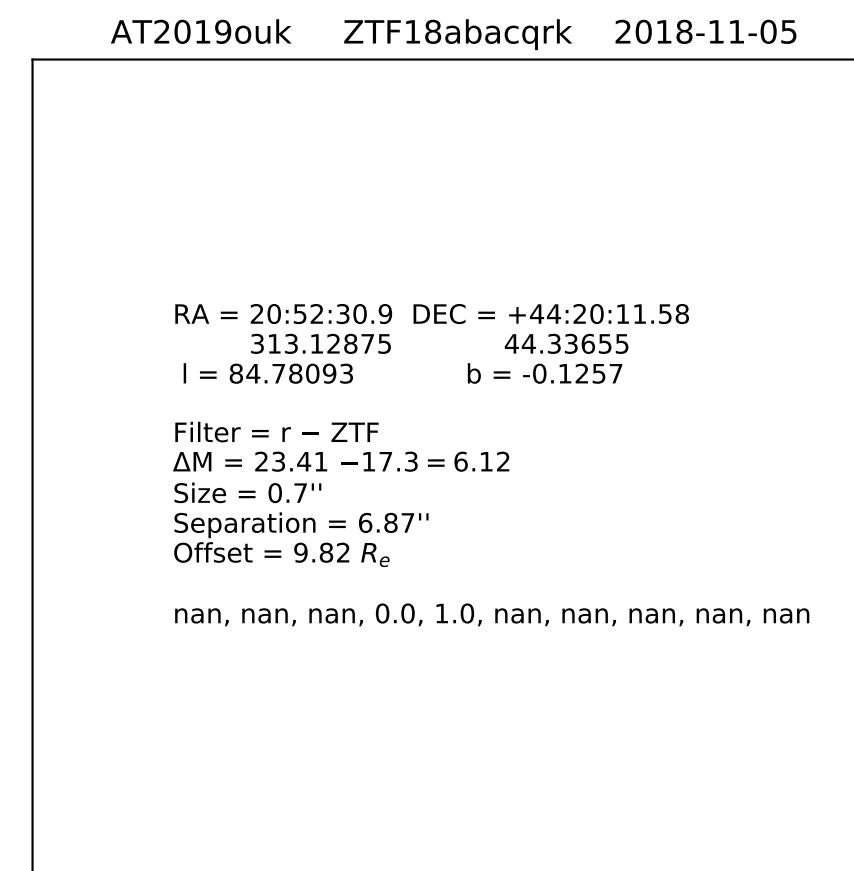 AT2019ouk ZTF18abacqrk 2018-11-05
RA = 20:52:30.9 DEC = +44:20:11.58
313.12875 44.33655
l = 84.78093 b = -0.1257
Filter = r − ZTF
ΔM = 23.41 −17.3 = 6.12
Size = 0.7''
Separation = 6.87''
Offset = 9.82 Re
nan, nan, nan, 0.0, 1.0, nan, nan, nan, nan, nan